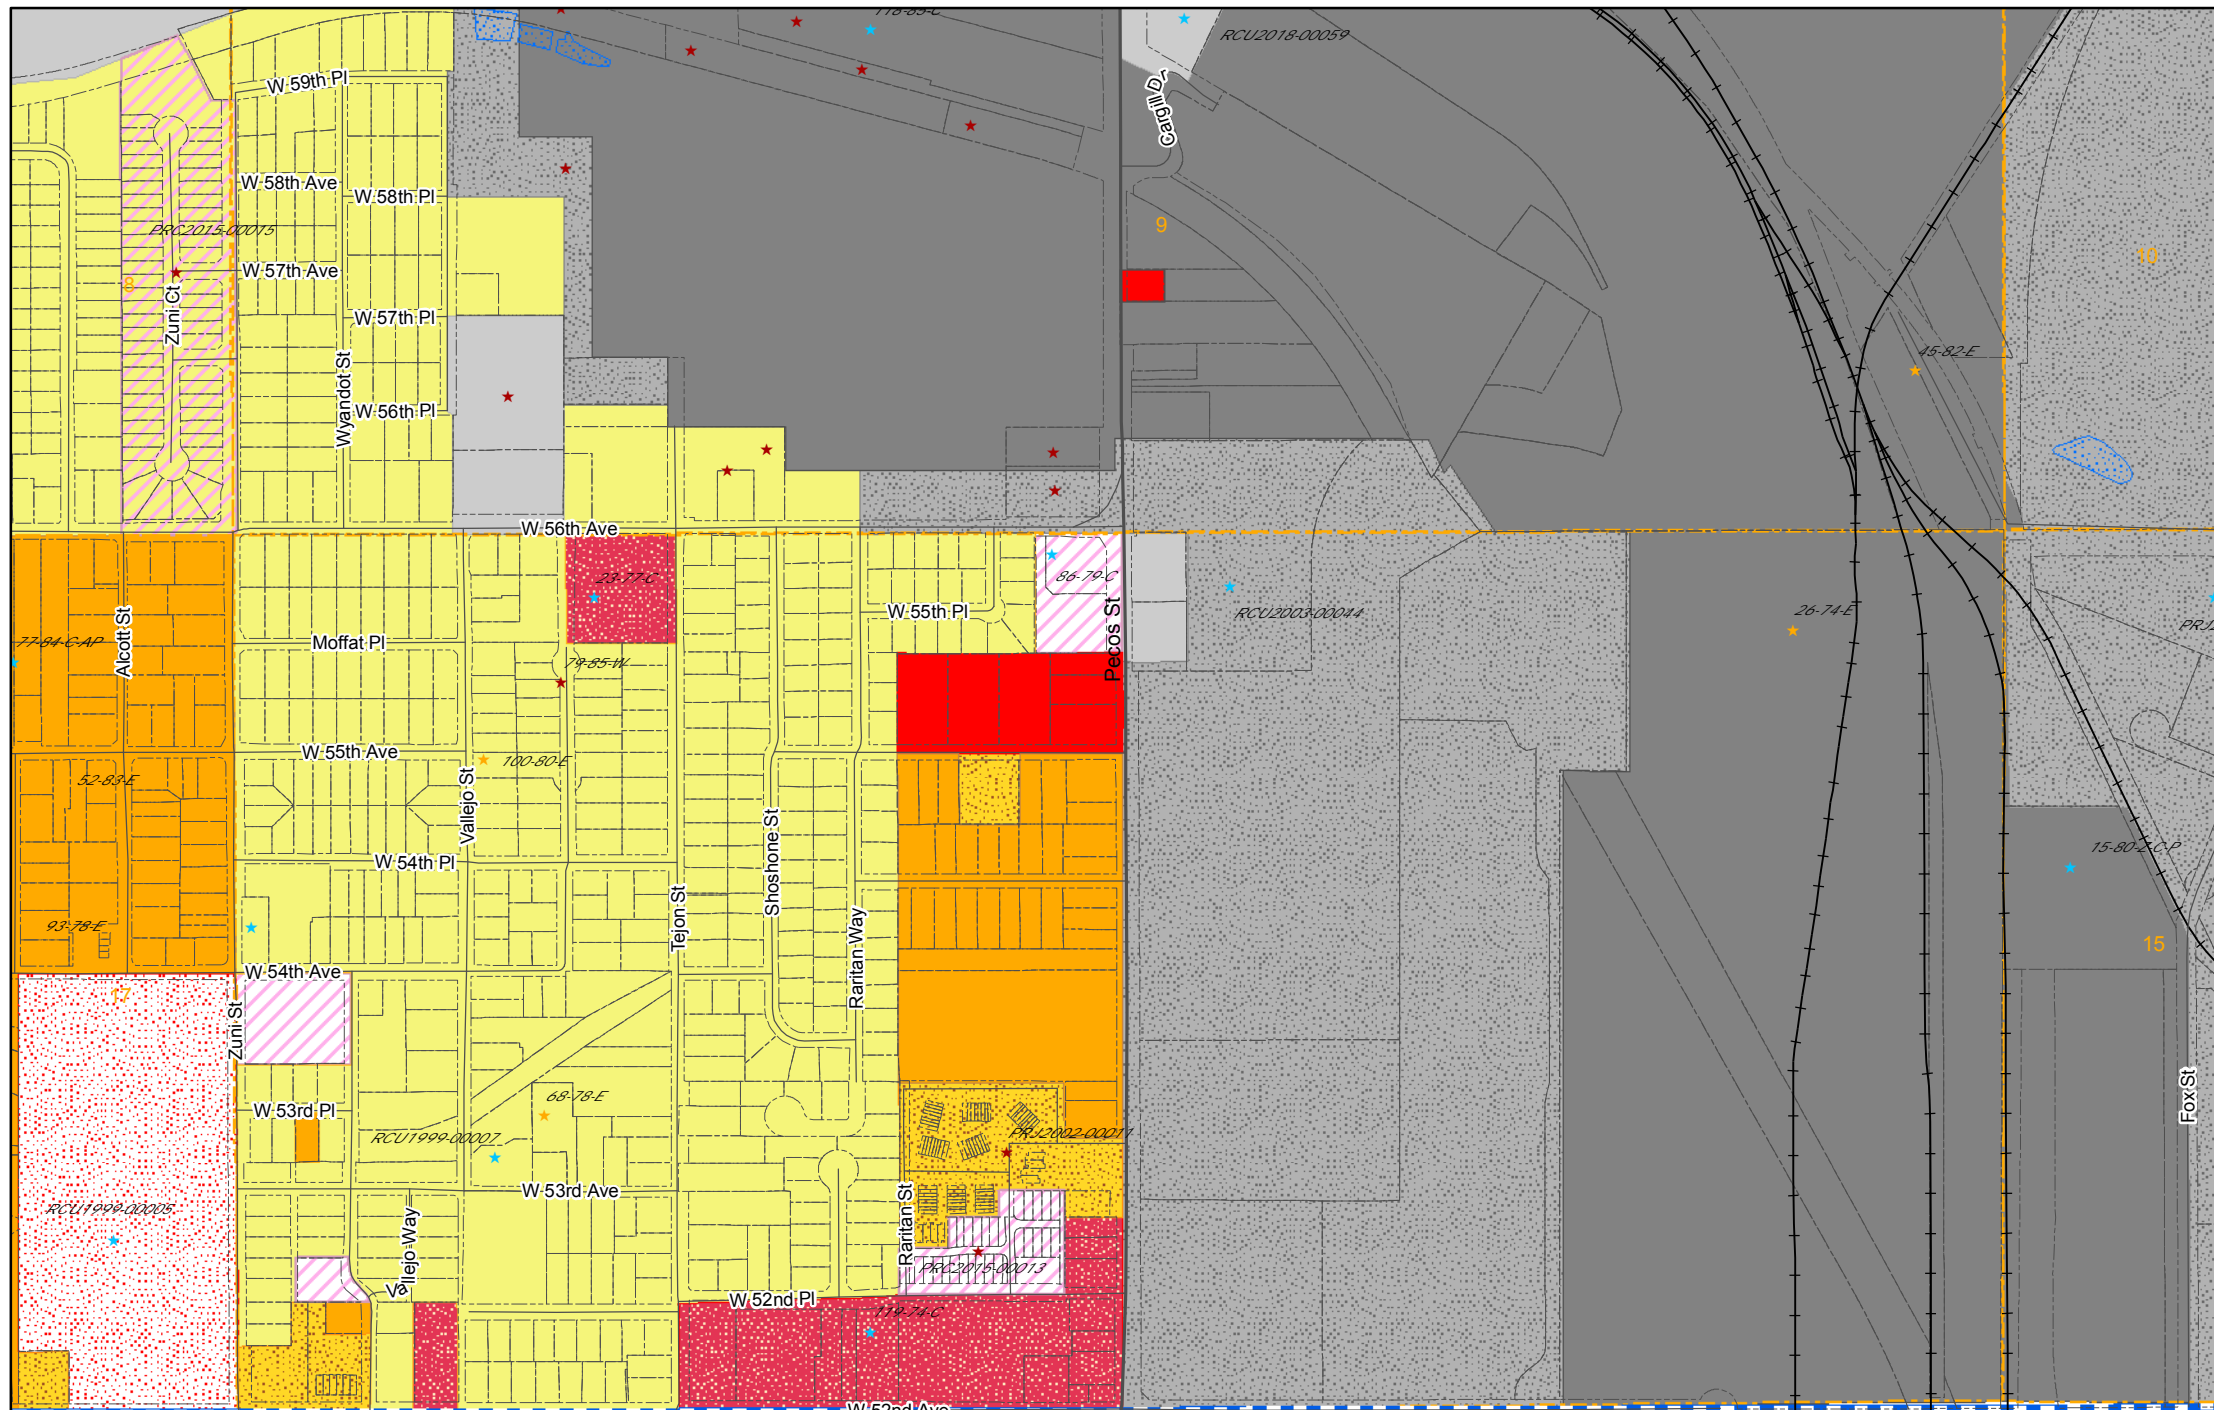 118-85-C
RCU2018-00059
W 59th Pl
Cargill Dr
W 58th Ave
W 58th Pl
PRC2015-00015
9
10
W 57th Ave
8
Zuni Ct
W 57th Pl
45-82-E
Wyandot St
W 56th Pl
W 56th Ave
23-77-C
86-79-C
W 55th Pl
RCU2003-00044
26-74-E
77-84-C-AP
Alcott St
Moffat Pl
Pecos St
79-85-W
W 55th Ave
100-80-E
52-83-E
Vallejo St
15-80-Z-C-P
W 54th Pl
Shoshone St
Tejon St
93-78-E
Raritan Way
15
W 54th Ave
17
Zuni St
68-78-E
Fox St
W 53rd Pl
RCU1999-00007
PRJ2002-00011
W 53rd Ave
RCU1999-00005
Raritan St
Vallejo Way
PRC2015-00013
W 52nd Pl
119-74-C
W 52nd Ave